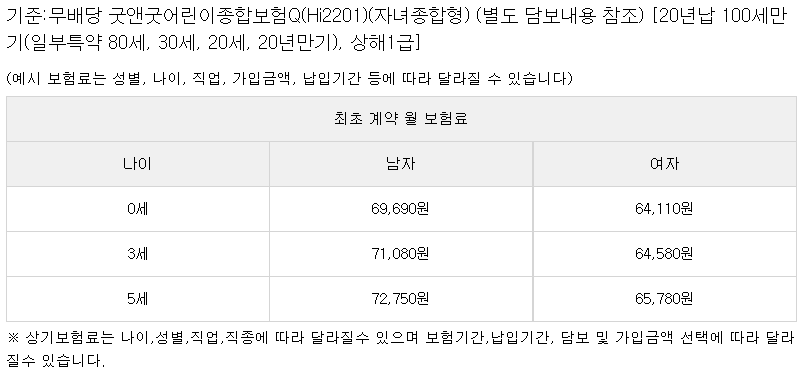 기준:무배당 굿앤굿어린이종합보험Q(Hi2201)(자녀종합형) (별도 담보내용 참조) [20년납 100세만
기(일부특약 80세, 30세, 20세, 20년만기), 상해1급]
(예시 보험료는 성별, 나이, 직업, 가입금액, 납입기간 등에 따라 달라질 수 있습니다)
최초 계약 월 보험료
나이 남자 여자
0세 69,690원 64,110원
3세 71,080원 64,580원
5세 72,750원 65,780원
※ 상기보험료는 나이,성별,직업,직종에 따라 달라질수 있으며 보험기간,납입기간, 담보 및 가입금액 선택에 따라 달라
질수 있습니다.